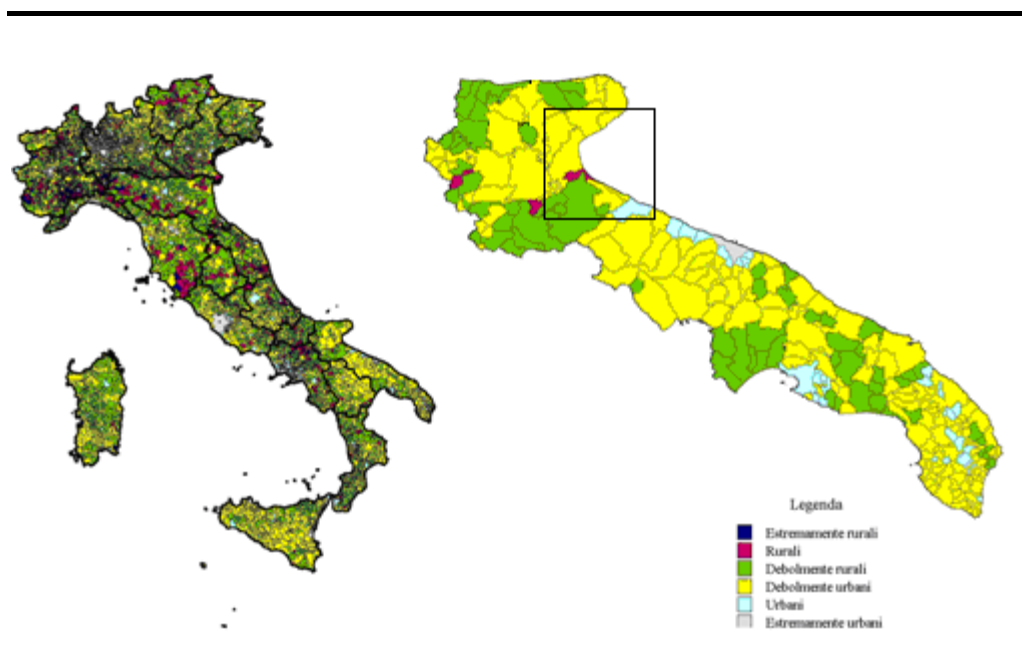 Legenda
Estremamente rurali
Rurali
Debolmente rurali
Debolmente urbani
Urbani
Estremamente urbani